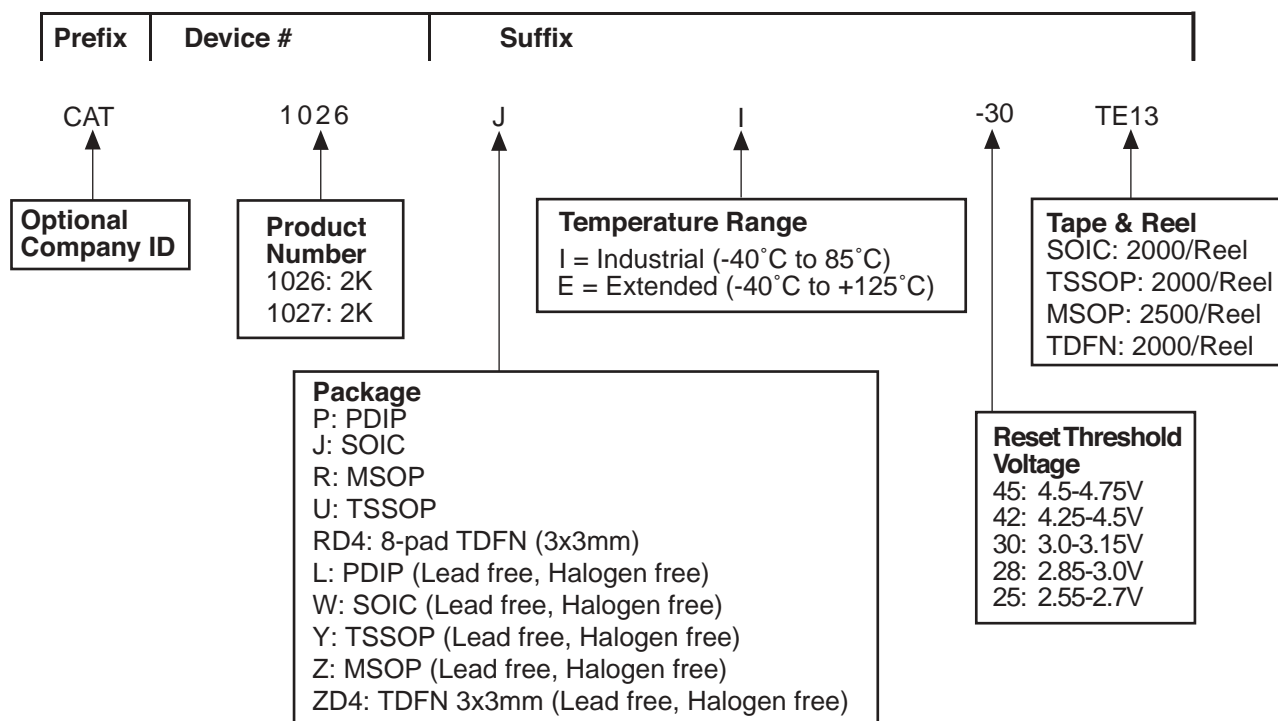 Prefix Device # Suffix
CAT 1026 J I -30 TE13
Optional
Company ID
Product
Number
1026: 2K
1027: 2K
Temperature Range
I = Industrial (-40˚C to 85˚C)
E = Extended (-40˚C to +125˚C)
Tape & Reel
SOIC: 2000/Reel
TSSOP: 2000/Reel
MSOP: 2500/Reel
TDFN: 2000/Reel
Package
P: PDIP
J: SOIC
R: MSOP
U: TSSOP
RD4: 8-pad TDFN (3x3mm)
L: PDIP (Lead free, Halogen free)
W: SOIC (Lead free, Halogen free)
Y: TSSOP (Lead free, Halogen free)
Z: MSOP (Lead free, Halogen free)
ZD4: TDFN 3x3mm (Lead free, Halogen free)
Reset Threshold
Voltage
45: 4.5-4.75V
42: 4.25-4.5V
30: 3.0-3.15V
28: 2.85-3.0V
25: 2.55-2.7V